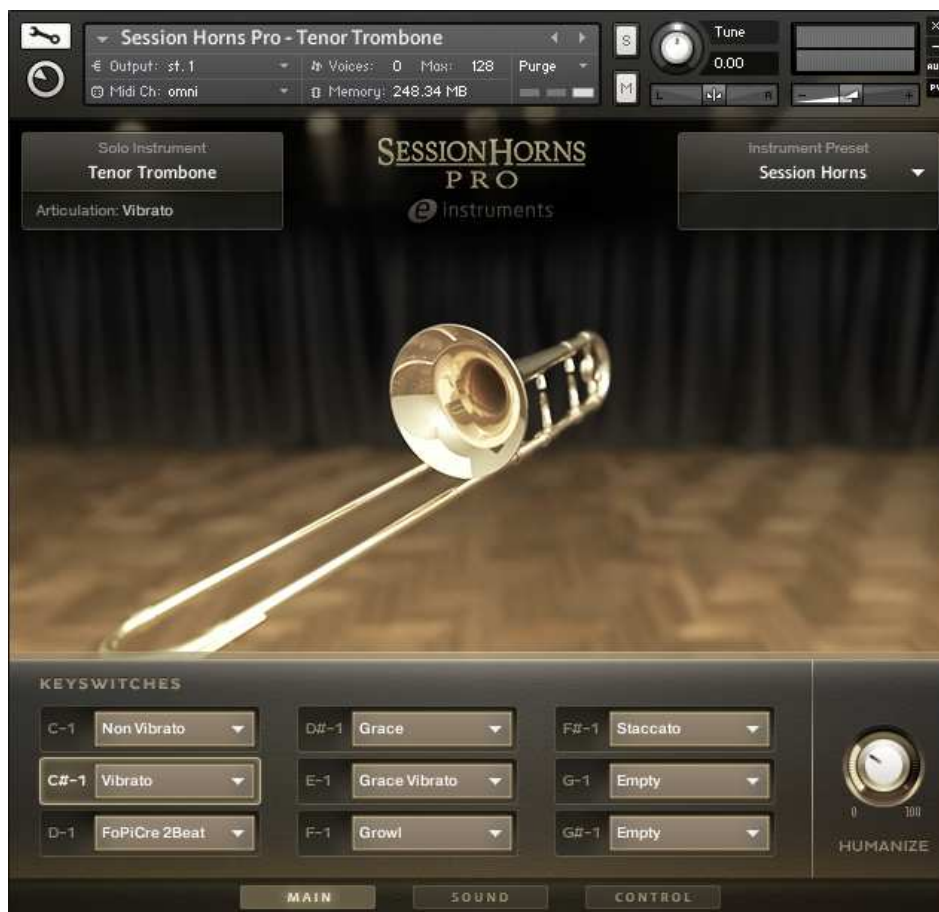 Session Horns Pro - Tenor Trombone
Output: st. 1
Voices: 0 Max: 128
Purge
Midi Ch: omni
Memory: 248.34 MB
S
M
Tune
0.00
L R
- +
AU
PV
Solo Instrument
Tenor Trombone
Articulation: Vibrato
SESSIONHORNS
PRO
e instruments
Instrument Preset
Session Horns
KEYSWITCHES
C-1 Non Vibrato
D#-1 Grace
F#-1 Staccato
C#-1 Vibrato
E-1 Grace Vibrato
G-1 Empty
D-1 FoPiCre 2Beat
F-1 Growl
G#-1 Empty
0 100
HUMANIZE
MAIN SOUND CONTROL